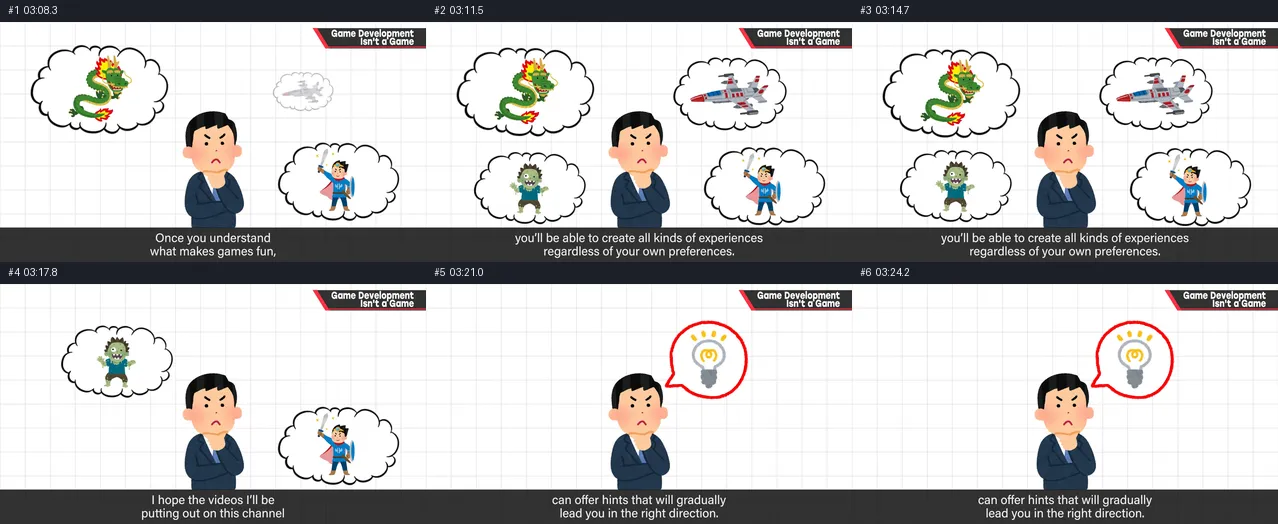 #1 03:08.3
Game Development
Isn't a Game
Once you understand
what makes games fun,
#2 03:11.5
Game Development
Isn't a Game
you'll be able to create all kinds of experiences
regardless of your own preferences.
#3 03:14.7
Game Development
Isn't a Game
you'll be able to create all kinds of experiences
regardless of your own preferences.
#4 03:17.8
Game Development
Isn't a Game
I hope the videos I'll be
putting out on this channel
#5 03:21.0
Game Development
Isn't a Game
can offer hints that will gradually
lead you in the right direction.
#6 03:24.2
Game Development
Isn't a Game
can offer hints that will gradually
lead you in the right direction.